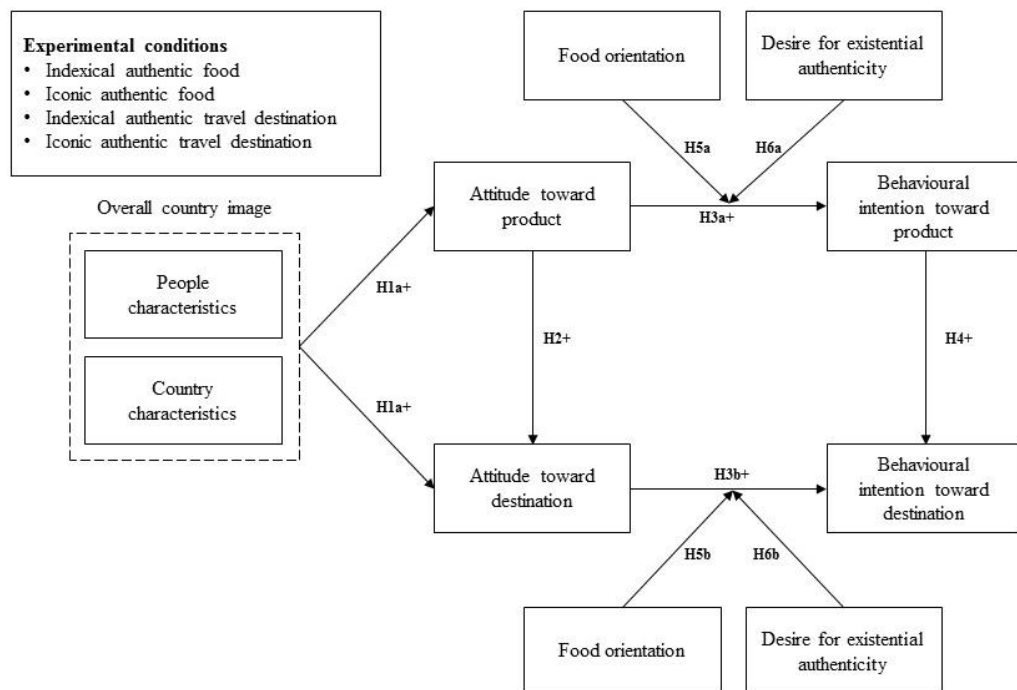 Experimental conditions
• Indexical authentic food
• Iconic authentic food
• Indexical authentic travel destination
• Iconic authentic travel destination
Food orientation
Desire for existential
authenticity
H5a
H6a
Overall country image
Attitude toward
product
H3a+
Behavioural
intention toward
product
People
characteristics
H1a+
H2+
H4+
Country
characteristics
H1a+
Attitude toward
destination
H3b+
Behavioural
intention toward
destination
H5b
H6b
Food orientation
Desire for existential
authenticity